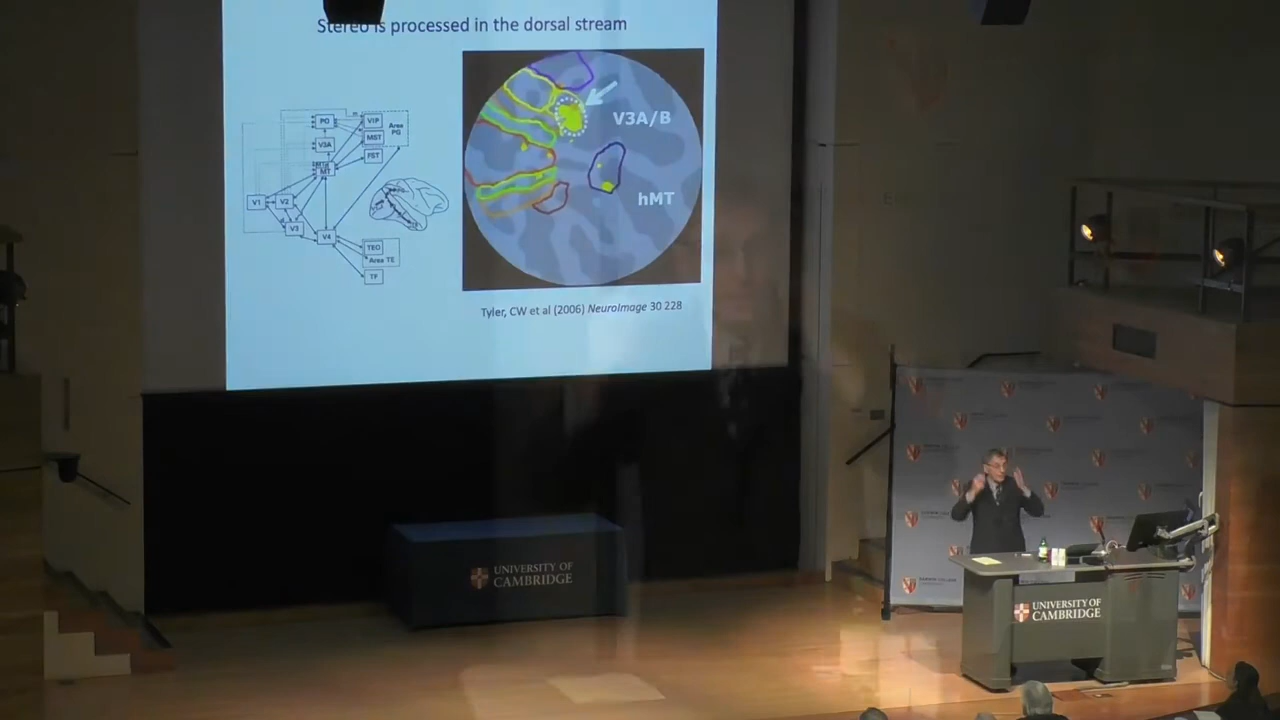 Stereo is processed in the dorsal stream
PO
VIP
Area
PG
V3A
MST
MT
FST
V1
V2
V3
V4
TEO
Area TE
TF
V3A/B
hMT
Tyler, CW et al (2006) NeuroImage 30 228
UNIVERSITY OF
CAMBRIDGE
UNIVERSITY OF
CAMBRIDGE
DARWIN COLLEGE